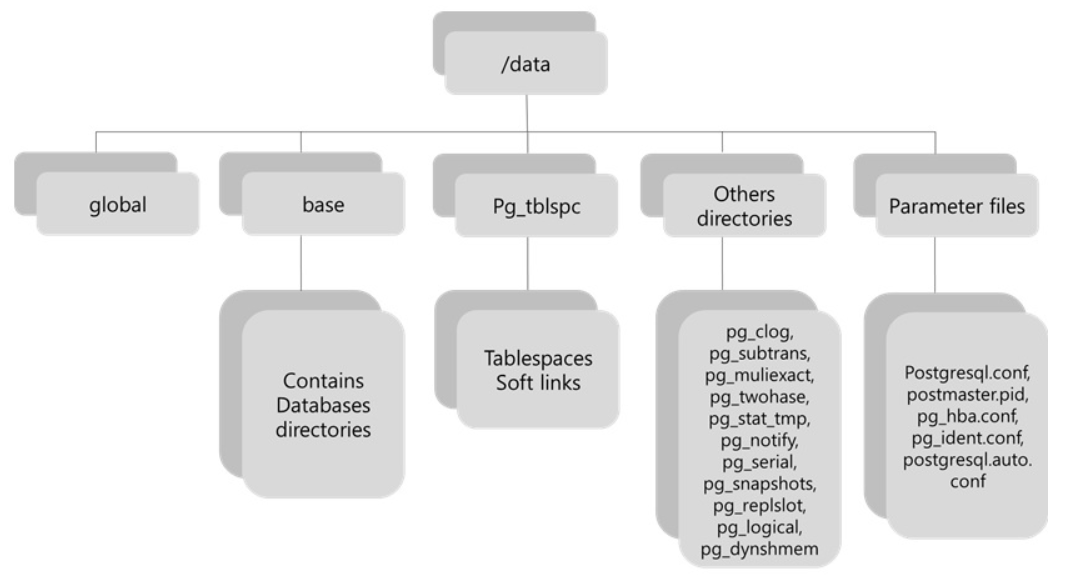 /data
global
base
Pg_tblspc
Others
directories
Parameter files
Contains
Databases
directories
Tablespaces
Soft links
pg_clog,
pg_subtrans,
pg_muliexact,
pg_twohase,
pg_stat_tmp,
pg_notify,
pg_serial,
pg_snapshots,
pg_replslot,
pg_logical,
pg_dynshmem
Postgresql.conf,
postmaster.pid,
pg_hba.conf,
pg_ident.conf,
postgresql.auto.
conf